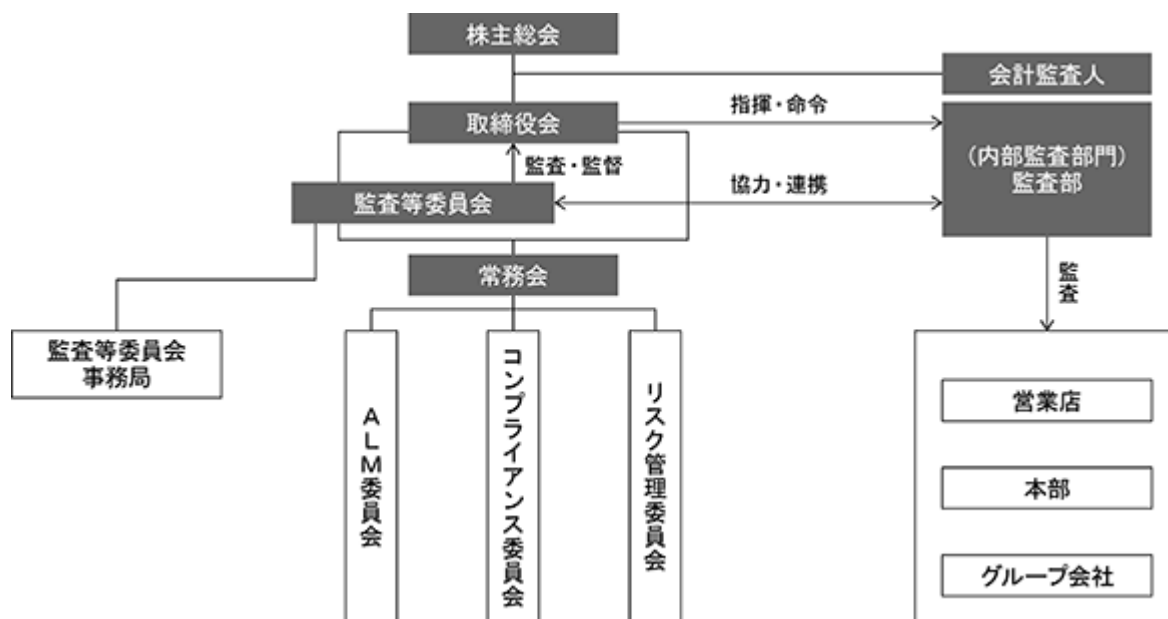 株主総会
会計監査人
指揮・命令
取締役会
(内部監査部門)
監査部
監査・監督
協力・連携
監査等委員会
常務会
監査
監査等委員会
事務局
ALM委員会
コンプライアンス委員会
リスク管理委員会
営業店
本部
グループ会社